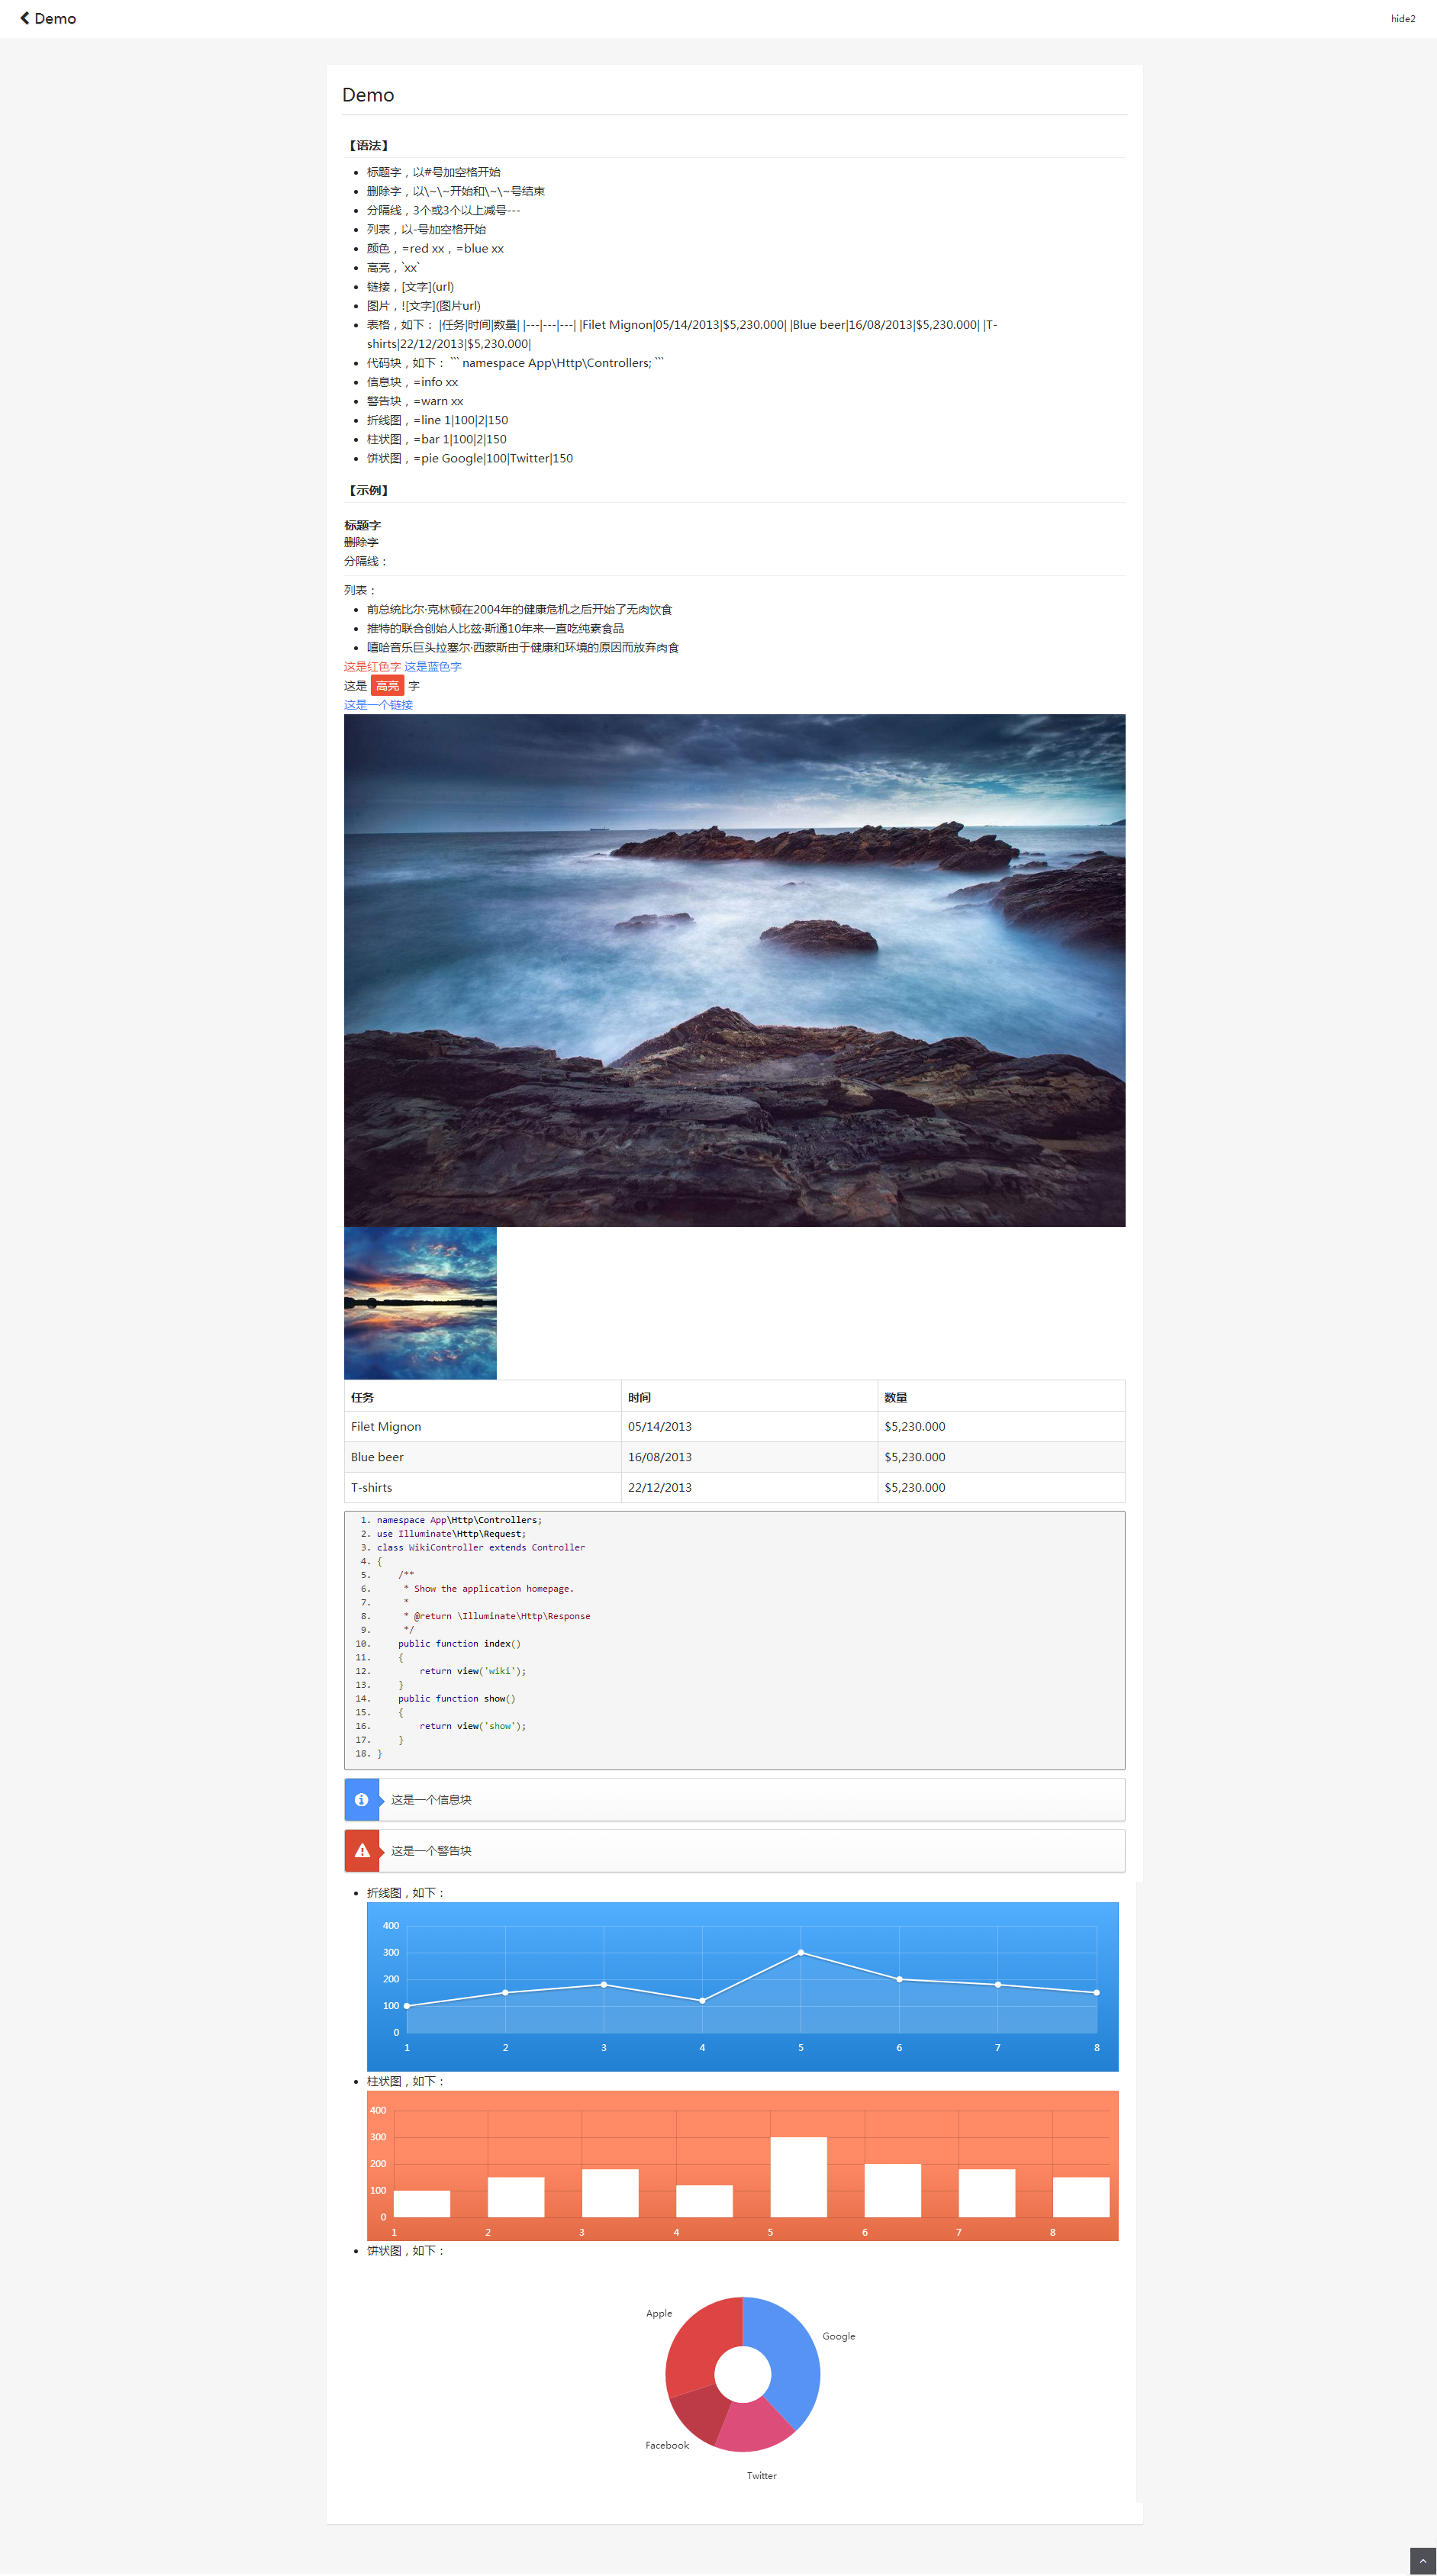 Demo
hide2
Demo
【语法】
标题字，以#号加空格开始
删除字，以\~\~开始和\~\~号结束
分隔线，3个或3个以上减号---
列表，以-号加空格开始
颜色，=red xx，=blue xx
高亮，`xx`
链接，[文字](url)
图片，![文字](图片url)
表格，如下： |任务|时间|数量| |---|---|---| |Filet Mignon|05/14/2013|$5,230.000| |Blue beer|16/08/2013|$5,230.000| |T-
shirts|22/12/2013|$5,230.000|
代码块，如下： ``` namespace App\Http\Controllers; ```
信息块，=info xx
警告块，=warn xx
折线图，=line 1|100|2|150
柱状图，=bar 1|100|2|150
饼状图，=pie Google|100|Twitter|150
【示例】
标题字
删除字
分隔线：
列表：
前总统比尔·克林顿在2004年的健康危机之后开始了无肉饮食
推特的联合创始人比兹·斯通10年来一直吃纯素食品
嘻哈音乐巨头拉塞尔·西蒙斯由于健康和环境的原因而放弃肉食
这是红色字 这是蓝色字
这是 高亮 字
这是一个链接
任务 时间 数量
Filet Mignon 05/14/2013 $5,230.000
Blue beer 16/08/2013 $5,230.000
T-shirts 22/12/2013 $5,230.000
1. namespace App\Http\Controllers;
2. use Illuminate\Http\Request;
3. class WikiController extends Controller
4. {
5.     /**
6.      * Show the application homepage.
7.      *
8.      * @return \Illuminate\Http\Response
9.      */
10.     public function index()
11.     {
12.         return view('wiki');
13.     }
14.     public function show()
15.     {
16.         return view('show');
17.     }
18. }
这是一个信息块
这是一个警告块
折线图，如下：
400
300
200
100
0
1 2 3 4 5 6 7 8
柱状图，如下：
400
300
200
100
0
1 2 3 4 5 6 7 8
饼状图，如下：
Apple
Google
Facebook
Twitter